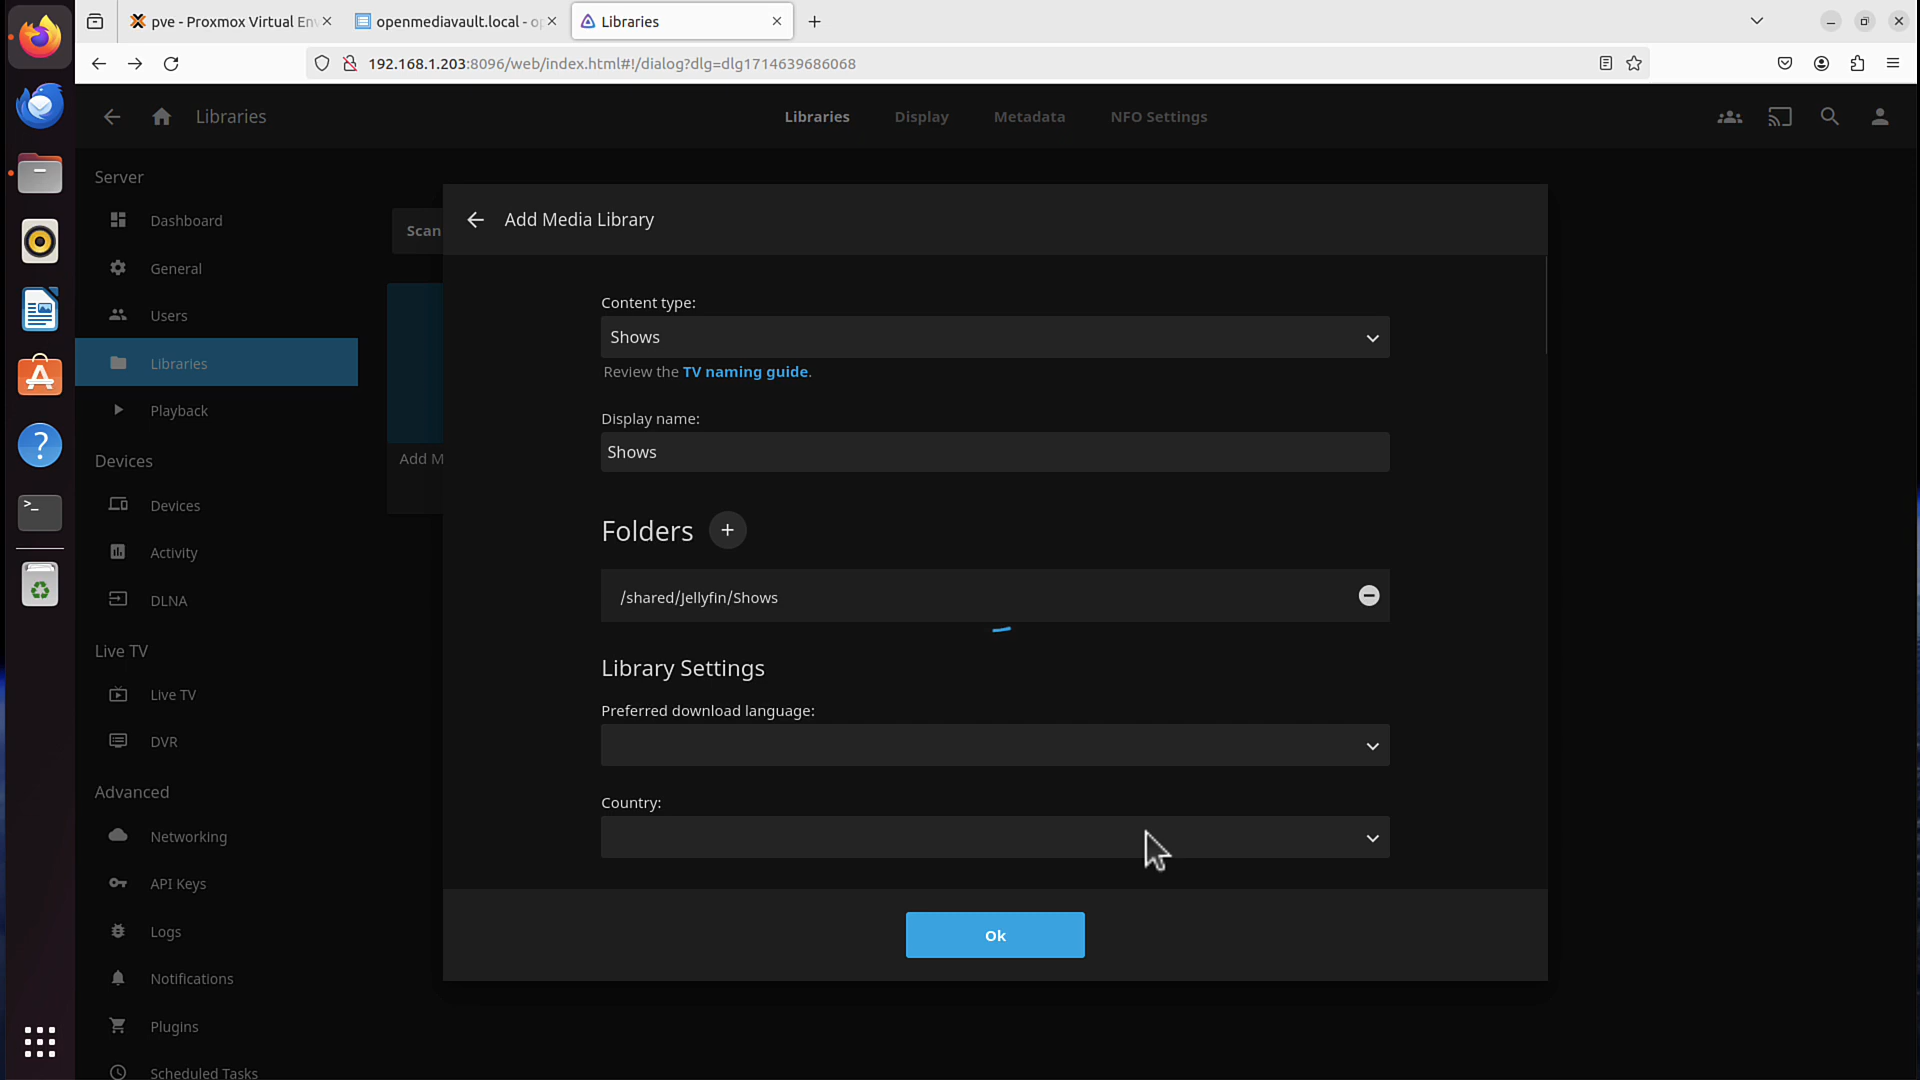 pve - Proxmox Virtual Env
openmediavault.local - op
Libraries
192.168.1.203:8096/web/index.html#!/dialog?dlg=dlg1714639686068
Libraries
Libraries
Display
Metadata
NFO Settings
Server
Dashboard
General
Users
Libraries
Playback
Devices
Devices
Activity
DLNA
Live TV
Live TV
DVR
Advanced
Networking
API Keys
Logs
Notifications
Plugins
Scheduled Tasks
Scan
Add M
Add Media Library
Content type:
Shows
Review the TV naming guide.
Display name:
Shows
Folders
/shared/Jellyfin/Shows
Library Settings
Preferred download language:
Country:
Ok